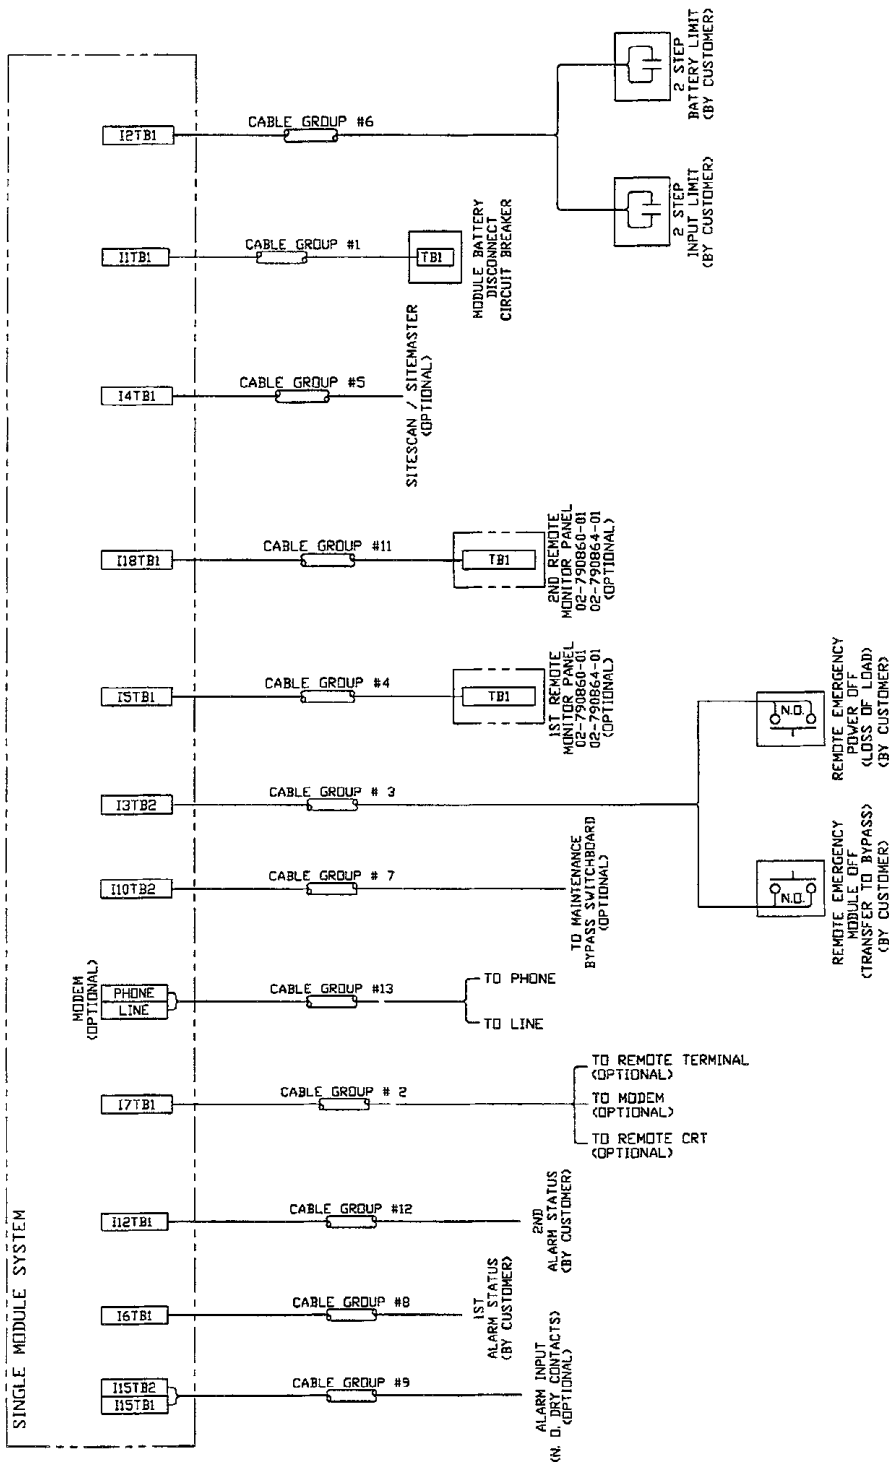 SINGLE MODULE SYSTEM
I2TB1
CABLE GROUP #6
2 STEP
BATTERY LIMIT
(BY CUSTOMER)
2 STEP
INPUT LIMIT
(BY CUSTOMER)
I1TB1
CABLE GROUP #1
TB1
MODULE BATTERY
DISCONNECT
CIRCUIT BREAKER
I4TB1
CABLE GROUP #5
SITESCAN / SITEMASTER
(OPTIONAL)
I18TB1
CABLE GROUP #11
TB1
2ND REMOTE
MONITOR PANEL
02-790860-01
02-790864-01
(OPTIONAL)
I5TB1
CABLE GROUP #4
TB1
1ST REMOTE
MONITOR PANEL
02-790860-01
02-790864-01
(OPTIONAL)
I3TB2
CABLE GROUP # 3
N.O.
REMOTE EMERGENCY
POWER OFF
(LOSS OF LOAD)
(BY CUSTOMER)
N.O.
REMOTE EMERGENCY
MODULE OFF
(TRANSFER TO BYPASS)
(BY CUSTOMER)
I10TB2
CABLE GROUP # 7
TO MAINTENANCE
BYPASS SWITCHBOARD
(OPTIONAL)
MODEM
(OPTIONAL)
PHONE
LINE
CABLE GROUP #13
TO PHONE
TO LINE
I7TB1
CABLE GROUP # 2
TO REMOTE TERMINAL
(OPTIONAL)
TO MODEM
(OPTIONAL)
TO REMOTE CRT
(OPTIONAL)
I12TB1
CABLE GROUP #12
2ND
ALARM STATUS
(BY CUSTOMER)
I6TB1
CABLE GROUP #8
1ST
ALARM STATUS
(BY CUSTOMER)
I15TB2
I15TB1
CABLE GROUP #9
ALARM INPUT
(N. O. DRY CONTACTS)
(OPTIONAL)